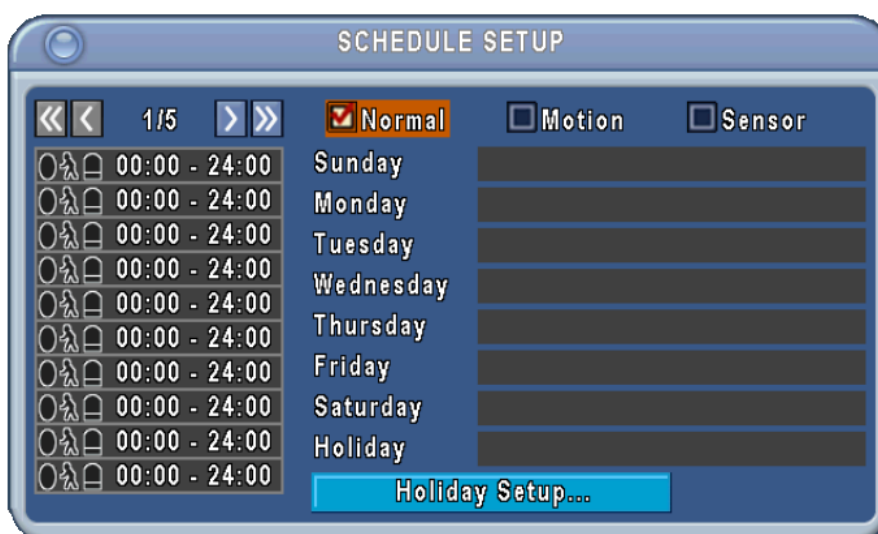 SCHEDULE SETUP
1/5
Normal Motion Sensor
00:00 - 24:00
00:00 - 24:00
00:00 - 24:00
00:00 - 24:00
00:00 - 24:00
00:00 - 24:00
00:00 - 24:00
00:00 - 24:00
00:00 - 24:00
00:00 - 24:00
Sunday
Monday
Tuesday
Wednesday
Thursday
Friday
Saturday
Holiday
Holiday Setup...